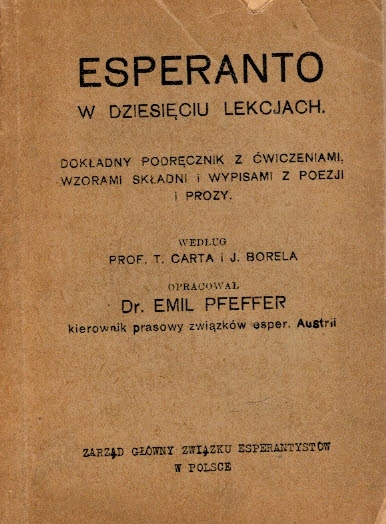 ESPERANTO
W DZIESIĘCIU LEKCJACH.
DOKŁADNY PODRĘCZNIK Z ĆWICZENIAMI,
WZORAMI SKŁADNI I WYPISAMI Z POEZJI
I PROZY.
WEDŁUG
PROF. T. CARTA i J. BORELA
OPRACOWAŁ
Dr. EMIL PFEFFER
kierownik prasowy związków esper. Austrii
ZARZĄD GŁÓWNY ZWIĄZKU ESPERANTYSTÓW
W POLSCE